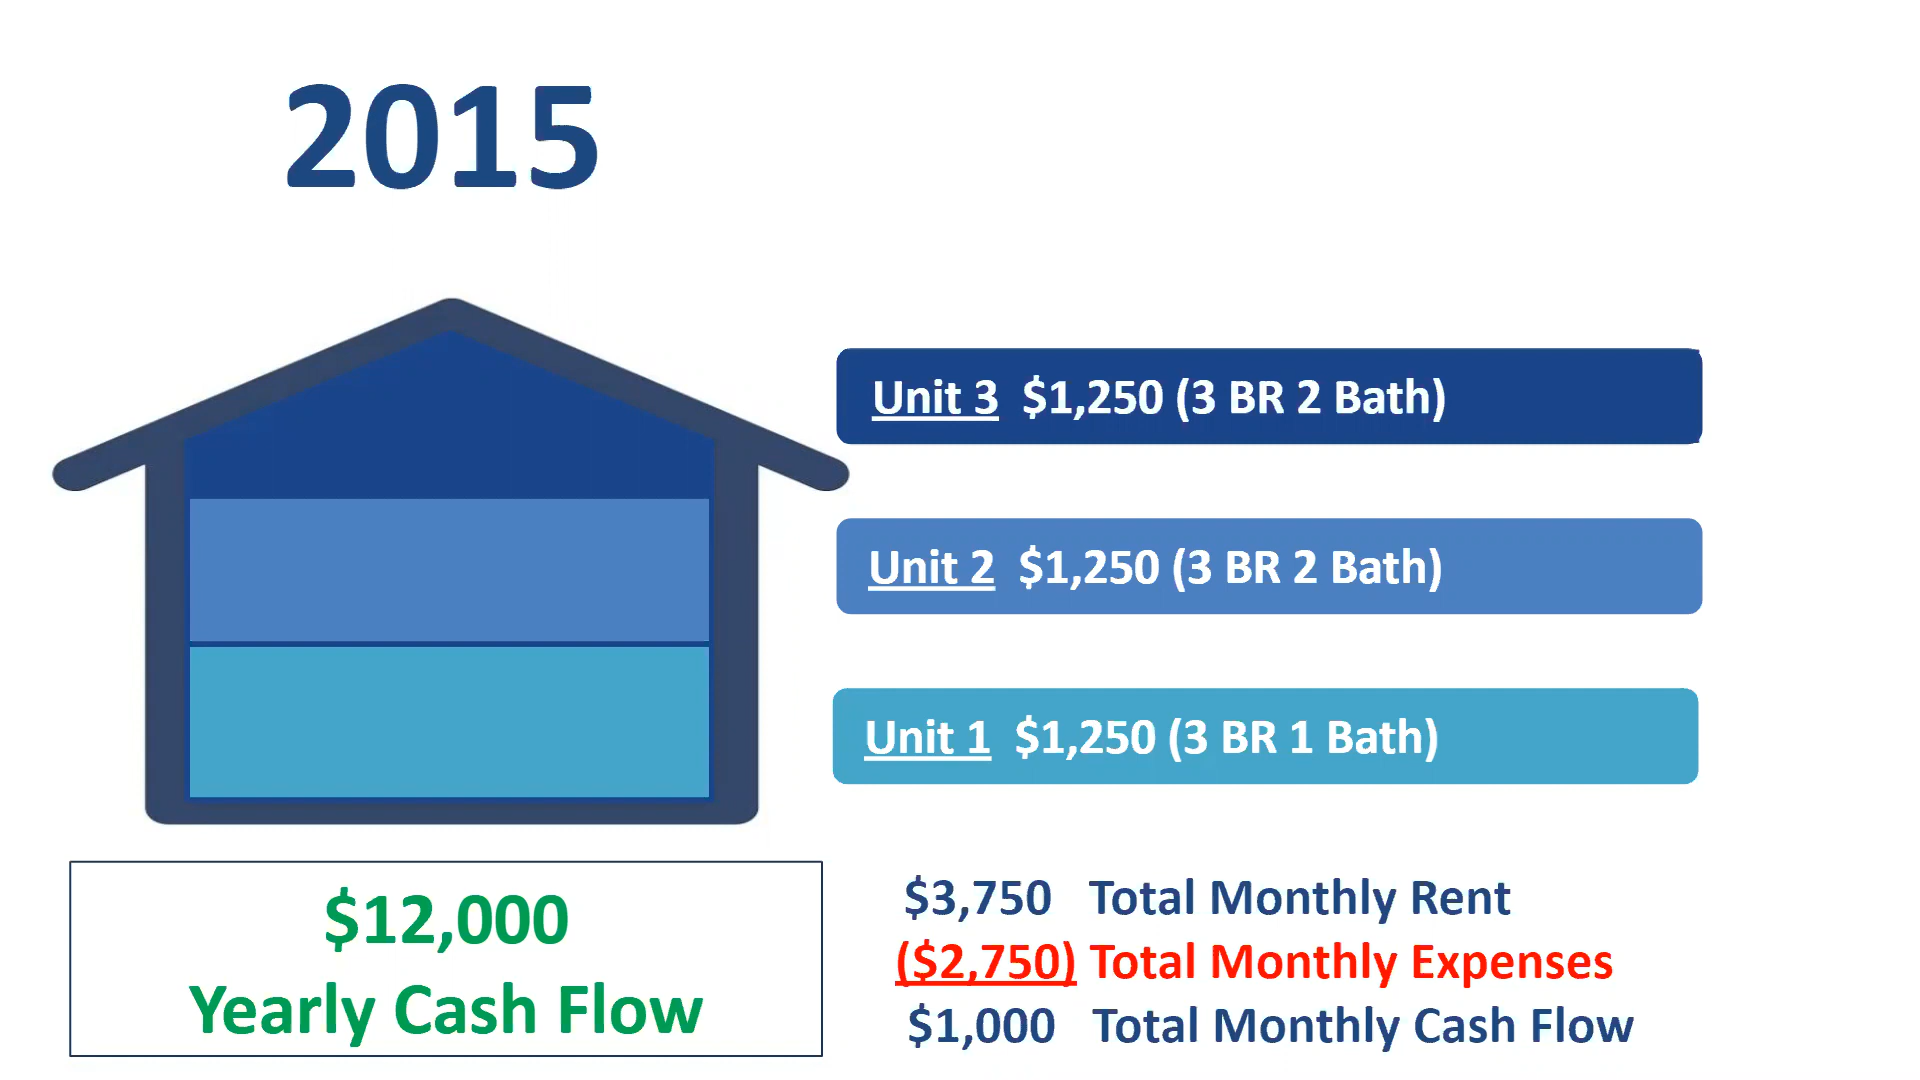 2015
Unit 3 $1,250 (3 BR 2 Bath)
Unit 2 $1,250 (3 BR 2 Bath)
Unit 1 $1,250 (3 BR 1 Bath)
$12,000
Yearly Cash Flow
$3,750 Total Monthly Rent
($2,750) Total Monthly Expenses
$1,000 Total Monthly Cash Flow